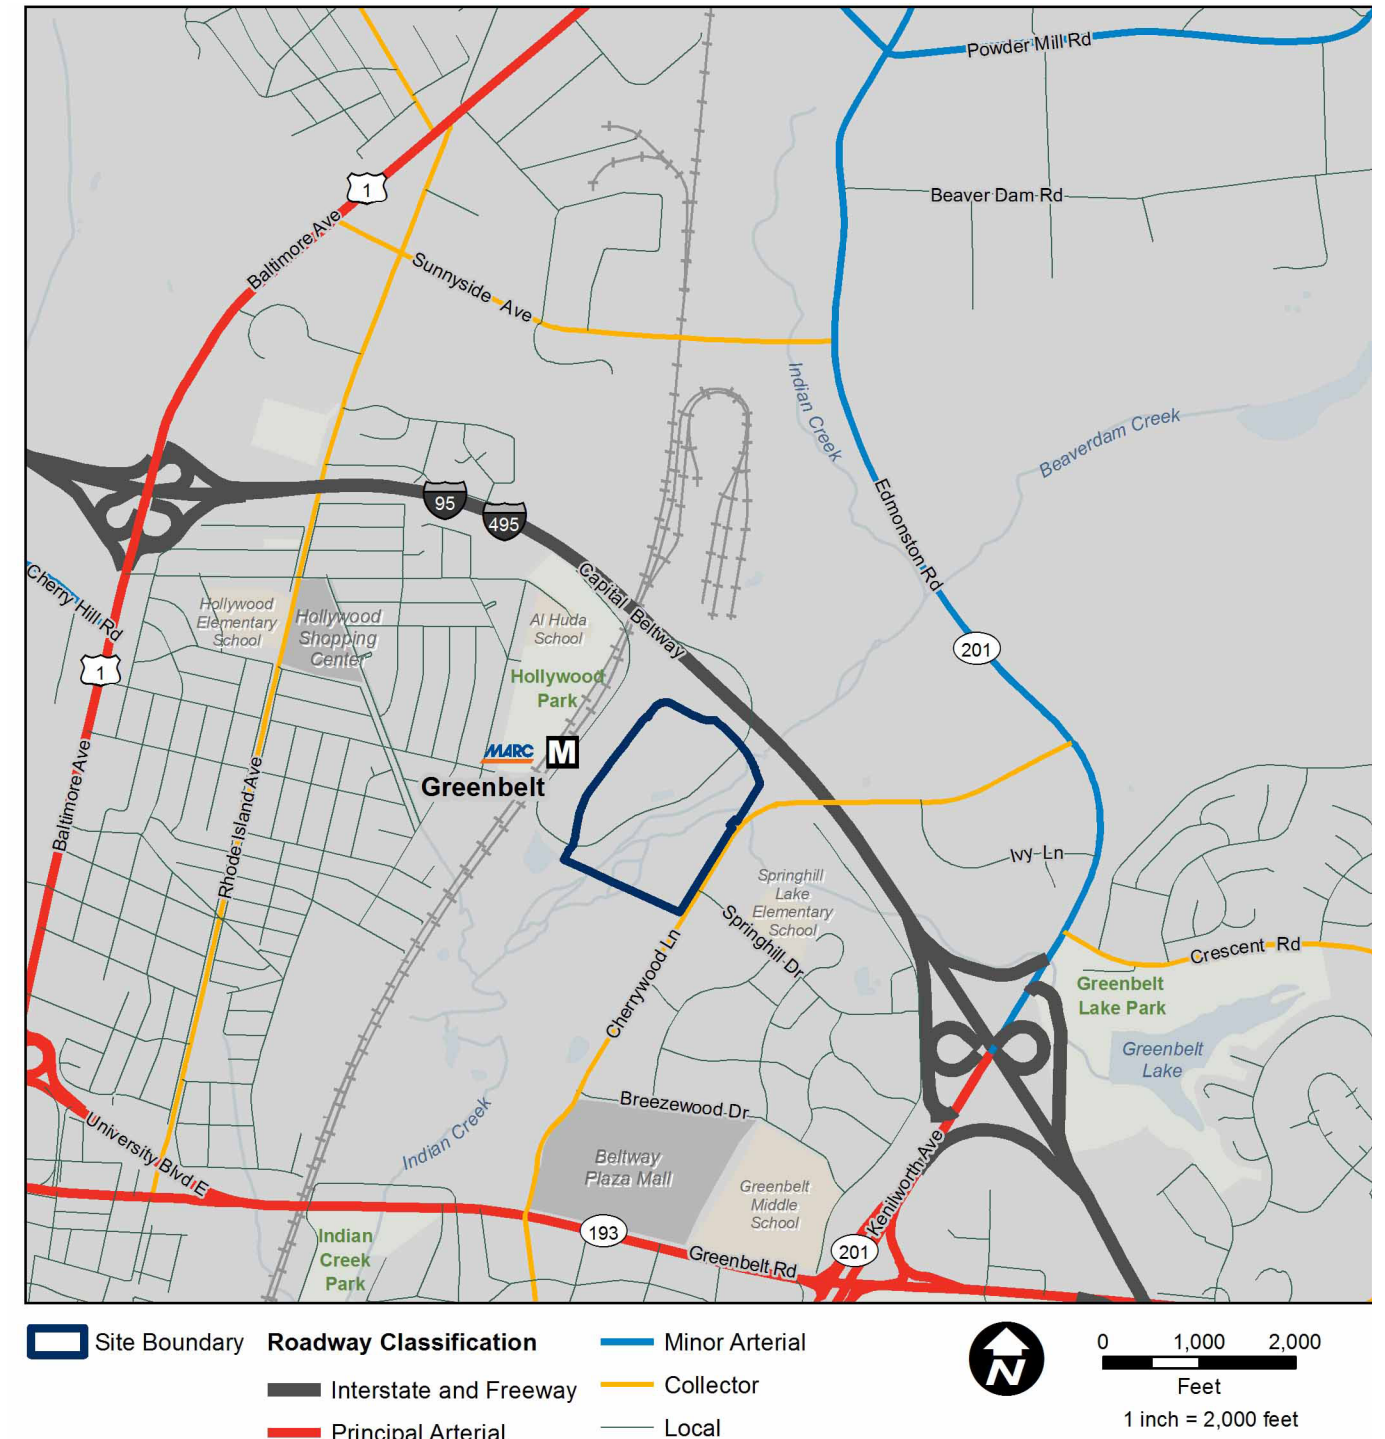 Powder Mill Rd
1
Beaver Dam Rd
Baltimore Ave
Sunnyside Ave
Indian Creek
Beaverdam Creek
95
495
Edmonston Rd
Capital Beltway
Cherry Hill Rd
Hollywood
Elementary
School
Hollywood
Shopping
Center
Al Huda
School
201
1
Hollywood
Park
MARC
M
Greenbelt
Baltimore Ave
Rhode Island Ave
Ivy Ln
Springhill
Lake
Elementary
School
Springhill Dr
Cherrywood Ln
Crescent Rd
Greenbelt
Lake Park
Greenbelt
Lake
Breezewood Dr
Indian Creek
University Blvd E
Beltway
Plaza Mall
Greenbelt
Middle
School
Kenilworth Ave
193
201
Greenbelt Rd
Indian
Creek
Park
Site Boundary
Roadway Classification
Interstate and Freeway
Principal Arterial
Minor Arterial
Collector
Local
N
0 1,000 2,000
Feet
1 inch = 2,000 feet